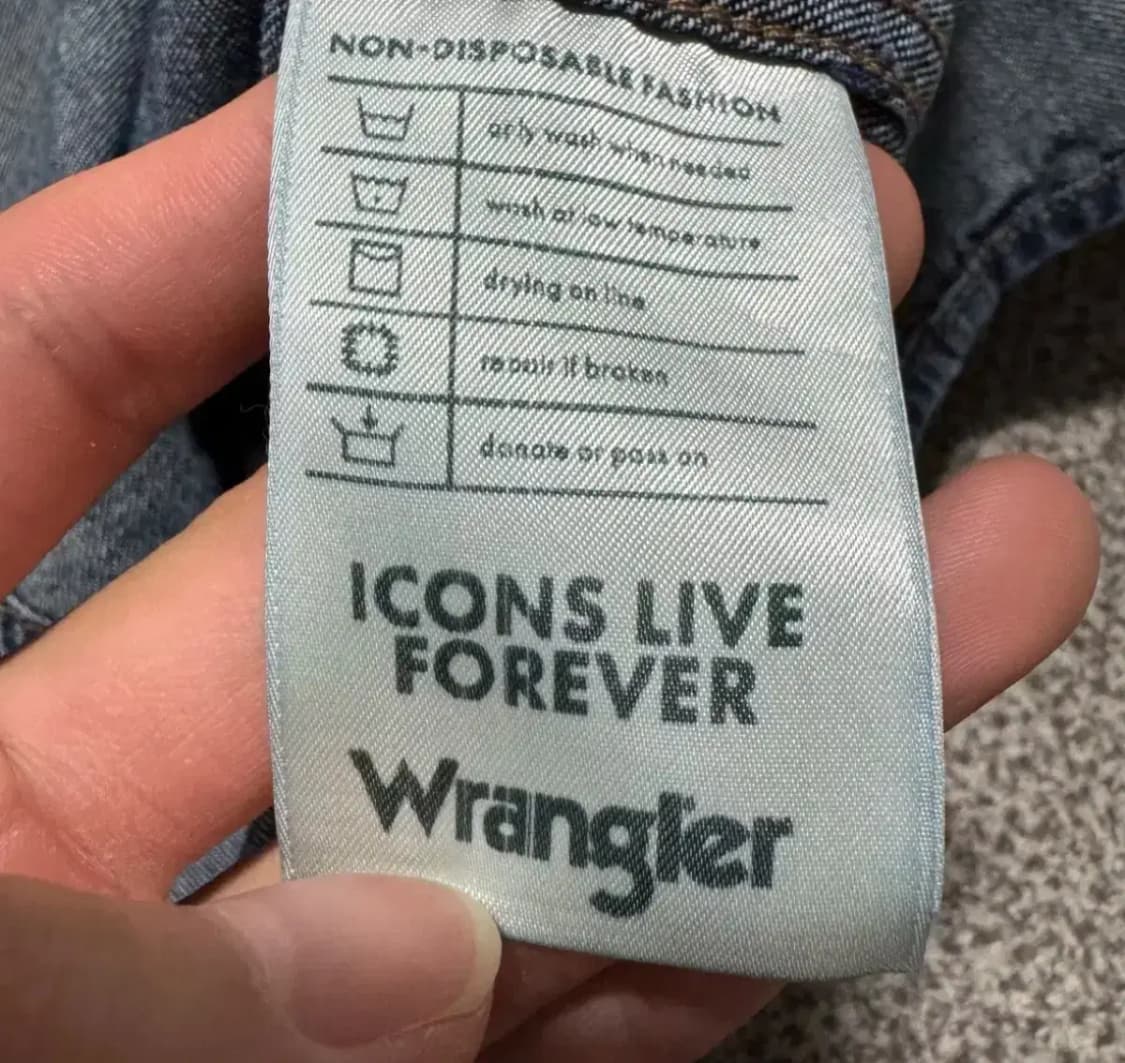 NON-DISPOSABLE FASHION
only wash when needed
wash at low temperature
drying on line
repair if broken
donate or pass on
ICONS LIVE
FOREVER
Wrangler